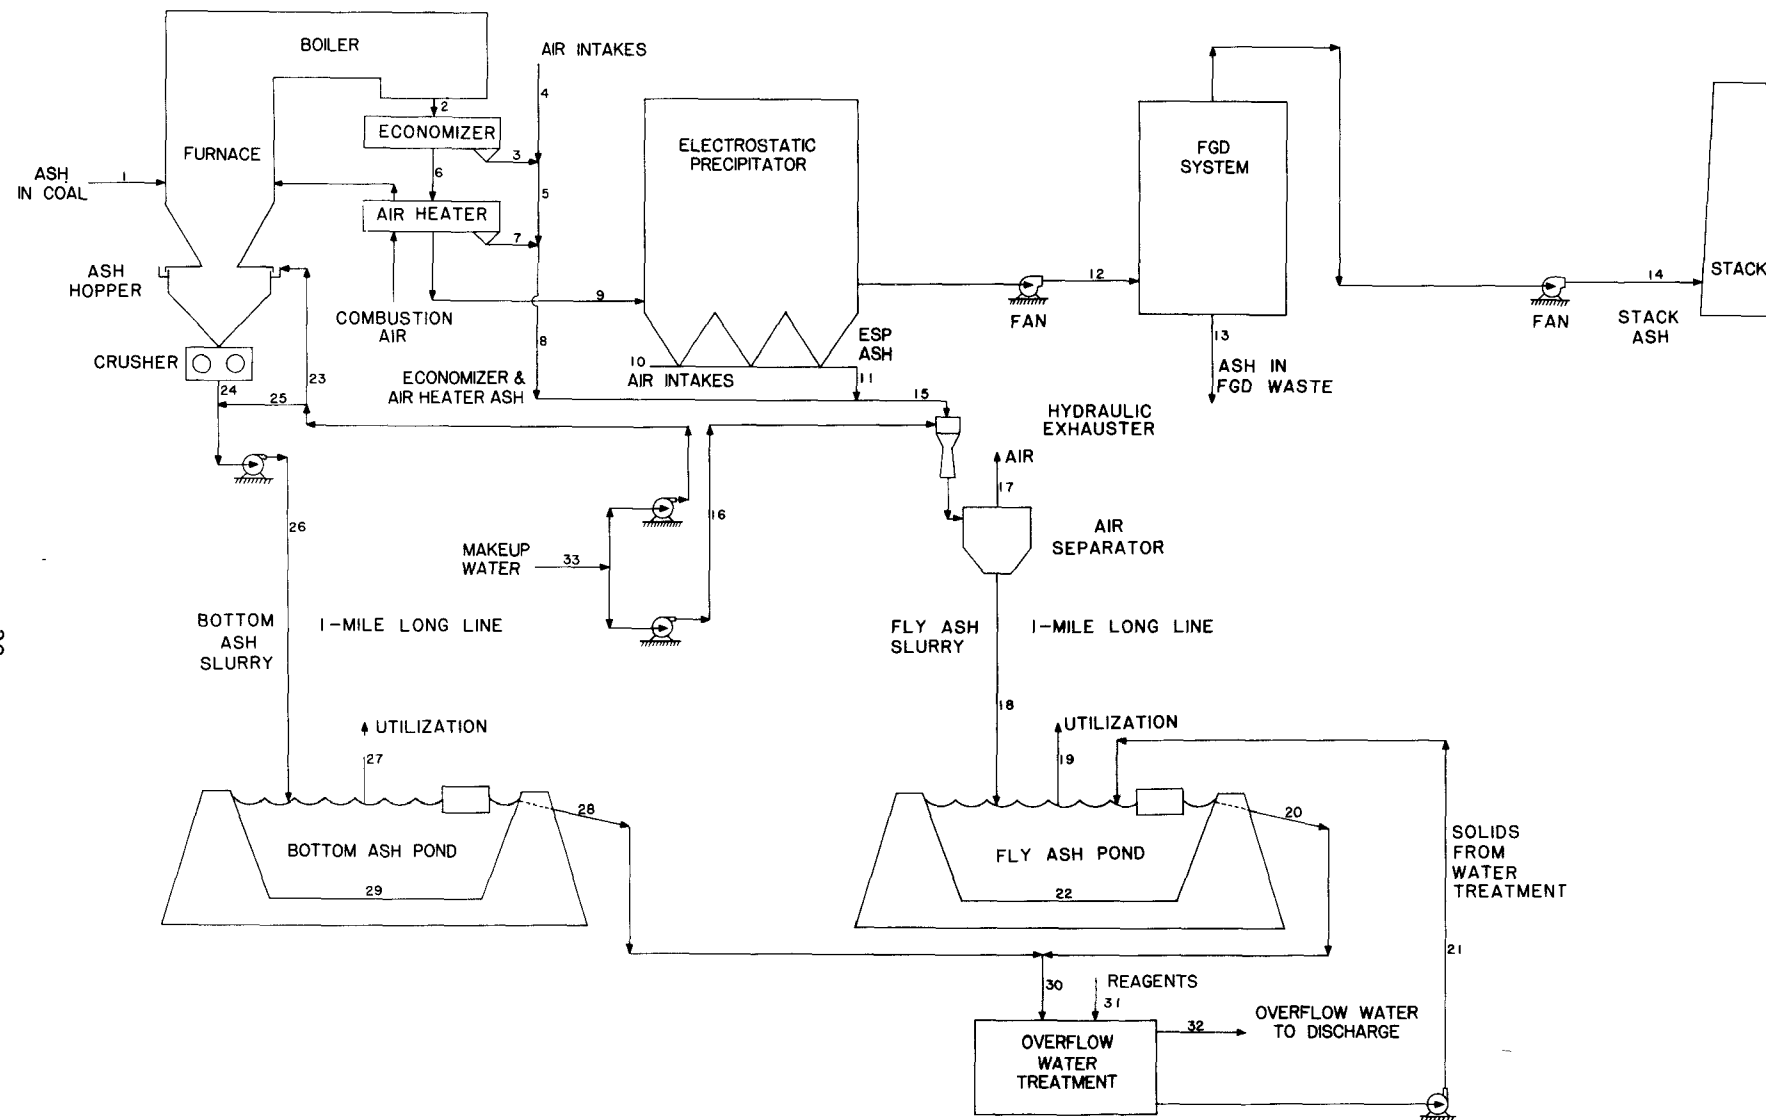 BOILER
AIR INTAKES
2
4
ECONOMIZER
ELECTROSTATIC
PRECIPITATOR
FGD
SYSTEM
FURNACE
3
ASH
IN COAL
1
6
5
AIR HEATER
7
ASH
HOPPER
STACK
9
12
14
COMBUSTION
AIR
FAN
FAN
STACK
ASH
CRUSHER
8
ESP
ASH
13
10
AIR INTAKES
11
ASH IN
FGD WASTE
ECONOMIZER &
AIR HEATER ASH
23
24
25
15
HYDRAULIC
EXHAUSTER
AIR
17
16
26
AIR
SEPARATOR
MAKEUP
WATER
33
BOTTOM
ASH
SLURRY
1-MILE LONG LINE
FLY ASH
SLURRY
1-MILE LONG LINE
18
UTILIZATION
27
UTILIZATION
19
28
20
BOTTOM ASH POND
29
FLY ASH POND
22
SOLIDS
FROM
WATER
TREATMENT
21
30
REAGENTS
31
32
OVERFLOW WATER
TO DISCHARGE
OVERFLOW
WATER
TREATMENT